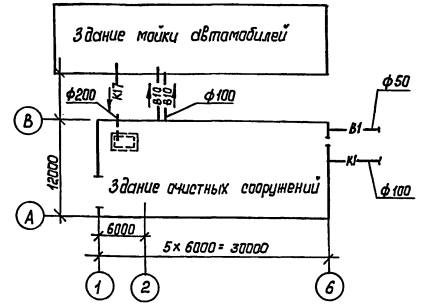 Здание мойки автомобилей
ф200
К17
В10
В10
ф100
ф50
В
В1
К1
12000
Здание очистных сооружений
ф100
А
6000
5 x 6000 = 30000
1
2
6